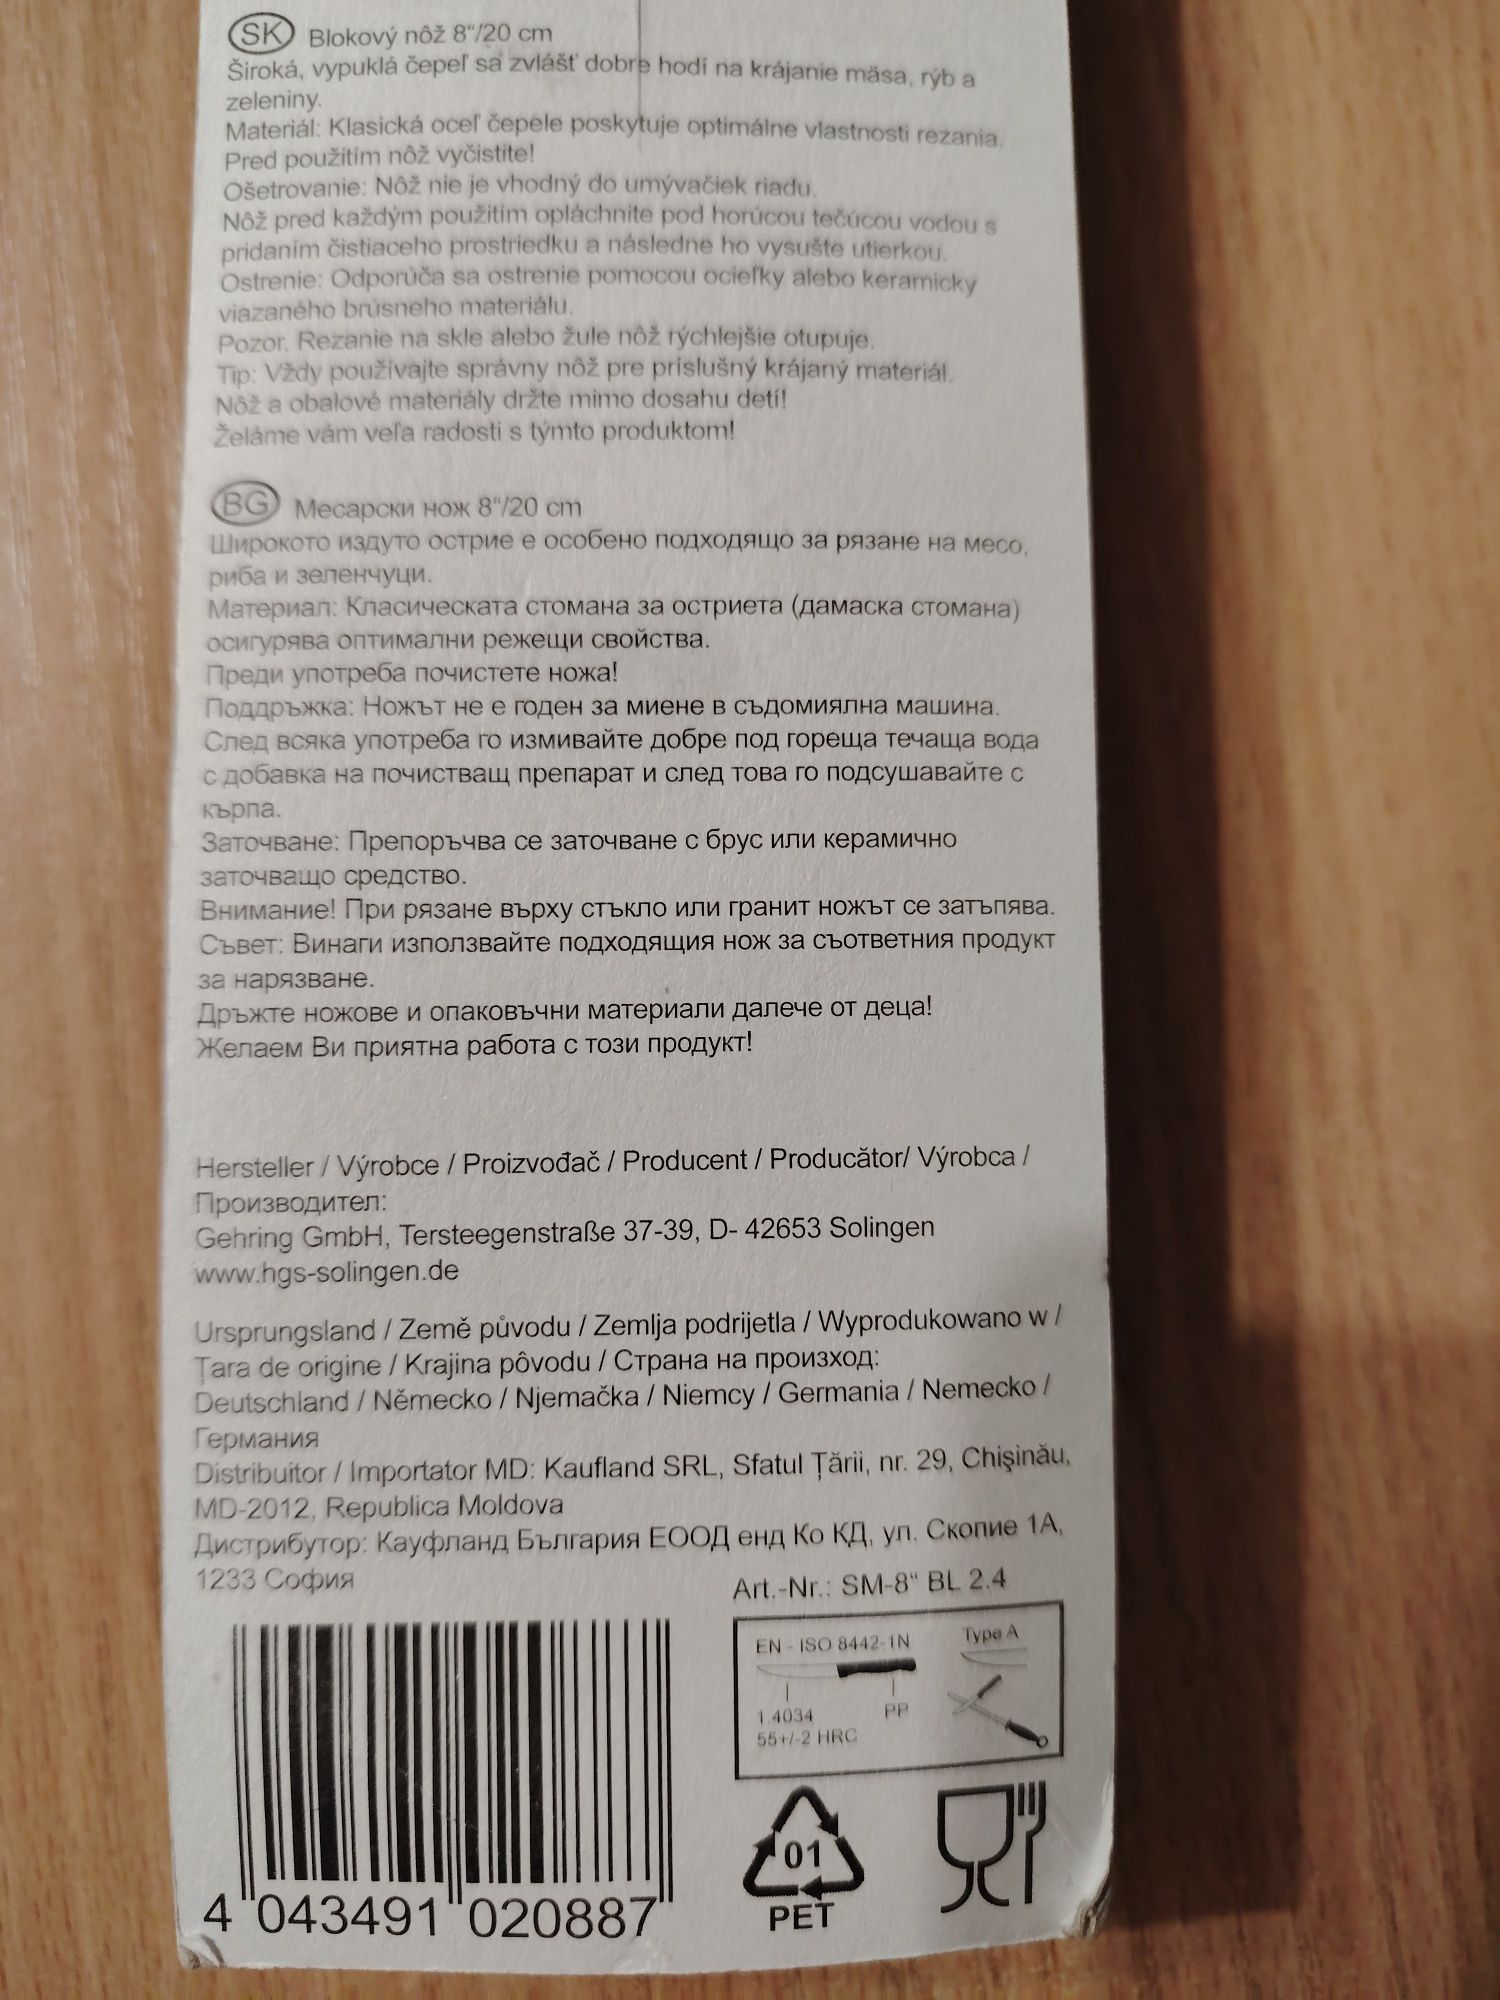 SK Blokový nôž 8“/20 cm
Široká, vypuklá čepeľ sa zvlášť dobre hodí na krájanie mäsa, rýb a
zeleniny.
Materiál: Klasická oceľ čepele poskytuje optimálne vlastnosti rezania.
Pred použitím nôž vyčistite!
Ošetrovanie: Nôž nie je vhodný do umývačiek riadu.
Nôž pred každým použitím opláchnite pod horúcou tečúcou vodou s
pridaním čistiaceho prostriedku a následne ho vysušte utierkou.
Ostrenie: Odporúča sa ostrenie pomocou ocieľky alebo keramicky
viazaného brúsneho materiálu.
Pozor. Rezanie na skle alebo žule nôž rýchlejšie otupuje.
Tip: Vždy používajte správny nôž pre príslušný krájaný materiál.
Nôž a obalové materiály držte mimo dosahu detí!
Želáme vám veľa radosti s týmto produktom!
BG Месарски нож 8“/20 cm
Широкото издуто острие е особено подходящо за рязане на месо,
риба и зеленчуци.
Материал: Класическата стомана за остриета (дамаска стомана)
осигурява оптимални режещи свойства.
Преди употреба почистете ножа!
Поддръжка: Ножът не е годен за миене в съдомиялна машина.
След всяка употреба го измивайте добре под гореща течаща вода
с добавка на почистващ препарат и след това го подсушавайте с
кърпа.
Заточване: Препоръчва се заточване с брус или керамично
заточващо средство.
Внимание! При рязане върху стъкло или гранит ножът се затъпява.
Съвет: Винаги използвайте подходящия нож за съответния продукт
за нарязване.
Дръжте ножове и опаковъчни материали далече от деца!
Желаем Ви приятна работа с този продукт!
Hersteller / Výrobce / Proizvođač / Producent / Producător/ Výrobca /
Производител:
Gehring GmbH, Tersteegenstraße 37-39, D- 42653 Solingen
www.hgs-solingen.de
Ursprungsland / Země původu / Zemlja podrijetla / Wyprodukowano w /
Țara de origine / Krajina pôvodu / Страна на произход:
Deutschland / Německo / Njemačka / Niemcy / Germania / Nemecko /
Германия
Distribuitor / Importator MD: Kaufland SRL, Sfatul Țării, nr. 29, Chişinău,
MD-2012, Republica Moldova
Дистрибутор: Кауфланд България ЕООД енд Ко КД, ул. Скопие 1А,
1233 София
Art.-Nr.: SM-8“ BL 2.4
EN - ISO 8442-1N Type A
1.4034 PP
55+/-2 HRC
01
PET
4 043491 020887